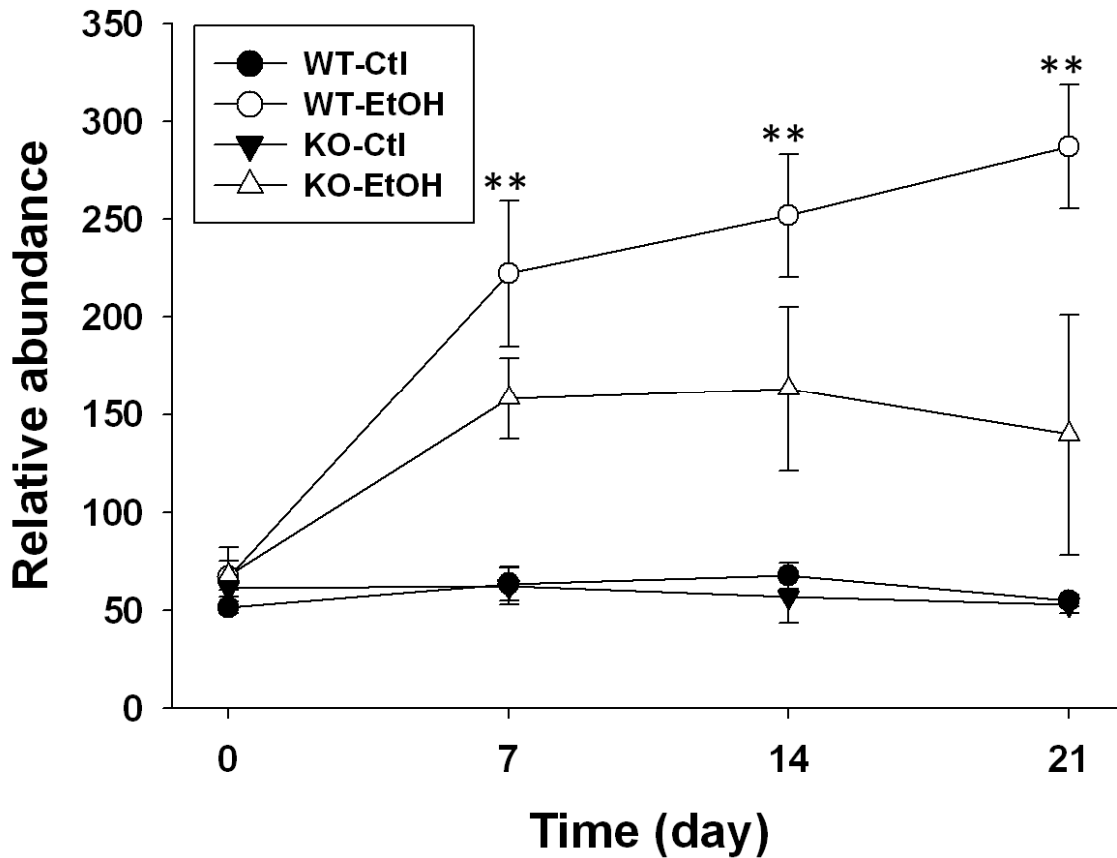 350
300
250
200
150
100
50
0
Relative abundance
WT-Ctl
WT-EtOH
KO-Ctl
KO-EtOH
**
**
**
0 7 14 21
Time (day)